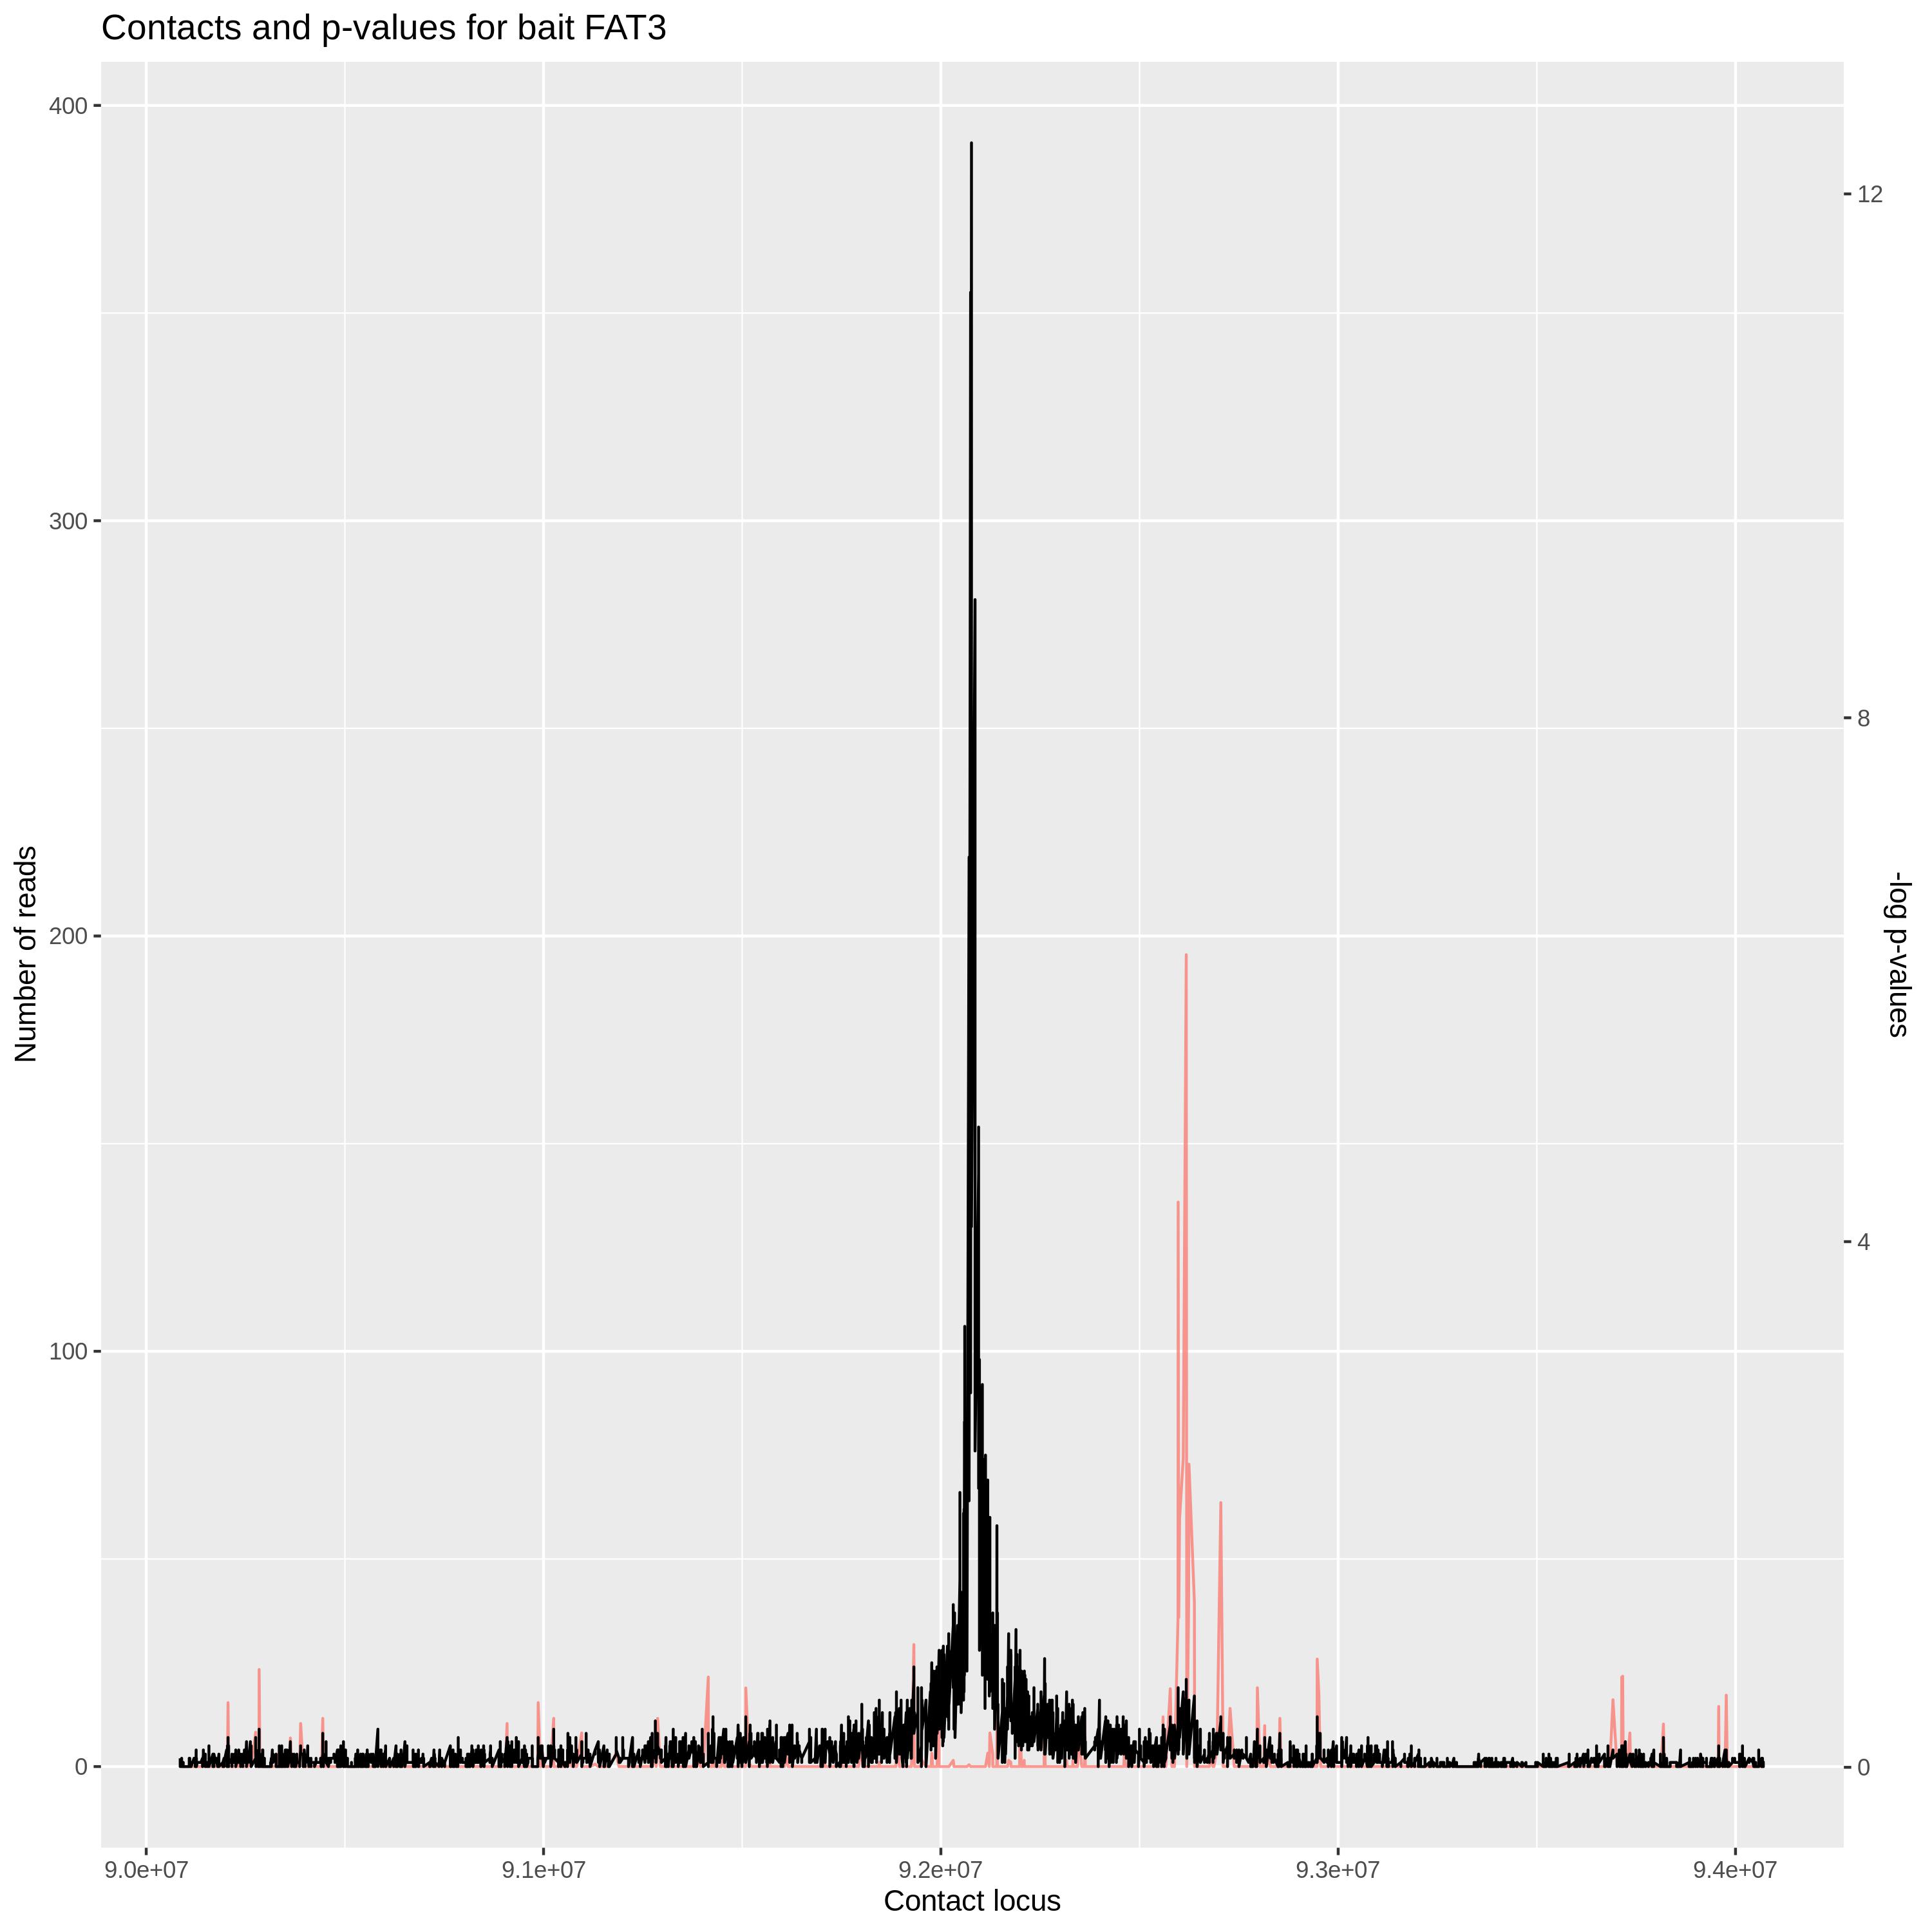 Contacts and p-values for bait FAT3
400
300
200
100
0
Number of reads
12
8
4
0
-log p-values
9.0e+07
9.1e+07
9.2e+07
9.3e+07
9.4e+07
Contact locus